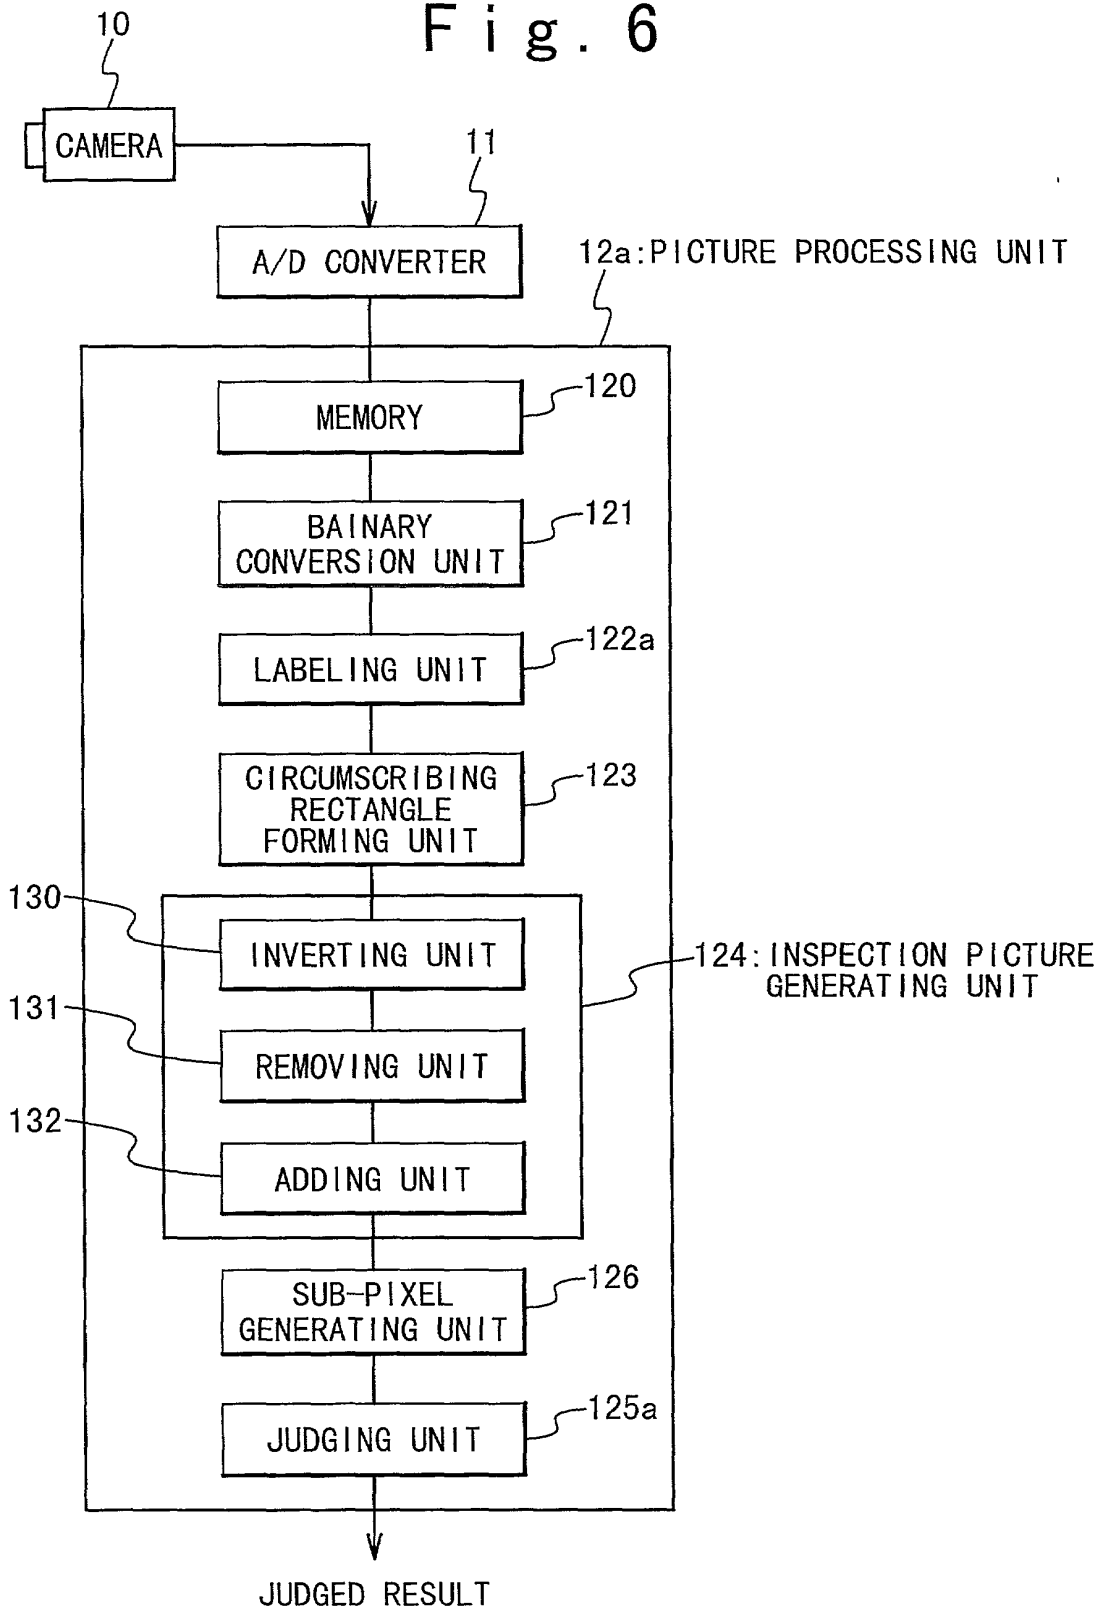 Fig. 6
10
CAMERA
11
A/D CONVERTER
12a:PICTURE PROCESSING UNIT
120
MEMORY
121
BAINARY
CONVERSION UNIT
122a
LABELING UNIT
123
CIRCUMSCRIBING
RECTANGLE
FORMING UNIT
130
INVERTING UNIT
124:INSPECTION PICTURE
GENERATING UNIT
131
REMOVING UNIT
132
ADDING UNIT
126
SUB-PIXEL
GENERATING UNIT
125a
JUDGING UNIT
JUDGED RESULT